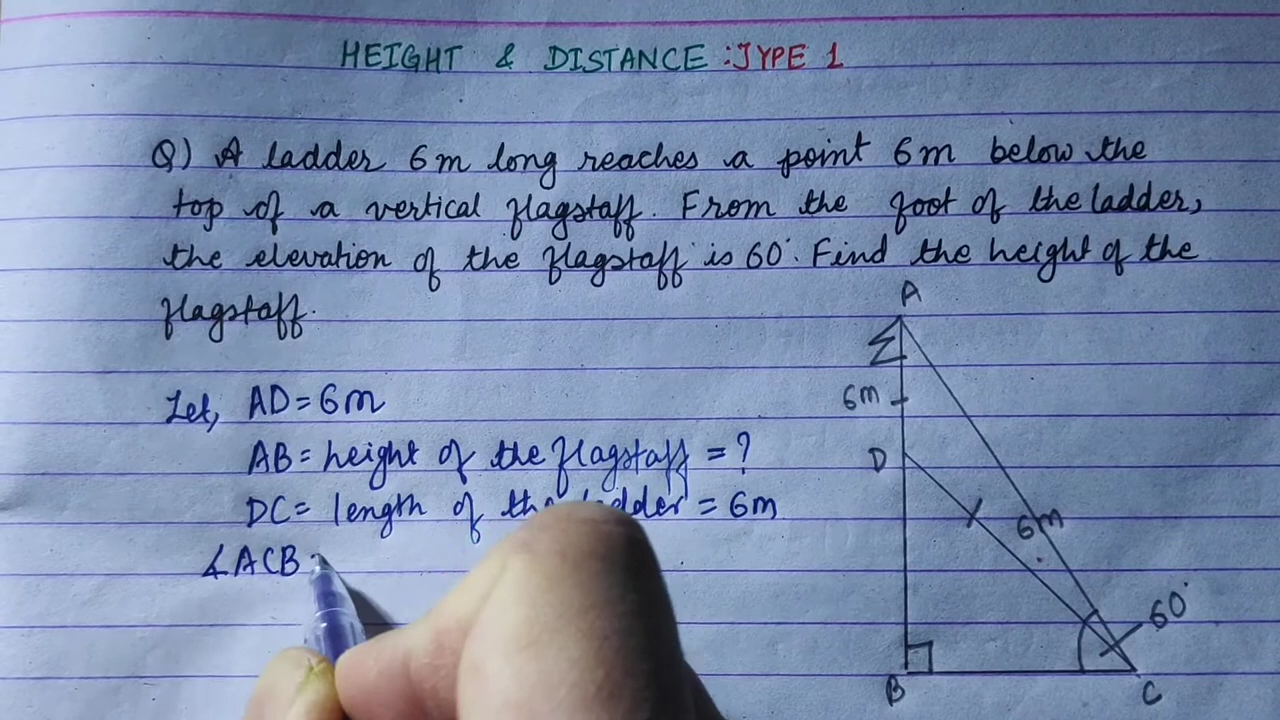 HEIGHT & DISTANCE :TYPE 1
Q) A ladder 6m long reaches a point 6m below the
top of a vertical flagstaff. From the foot of the ladder,
the elevation of the flagstaff is 60°. Find the height of the
flagstaff.
A
Let, AD = 6m
6m
AB = height of the flagstaff = ?
D
DC = length of the ladder = 6m
6m
∡ACB
60°
B
C